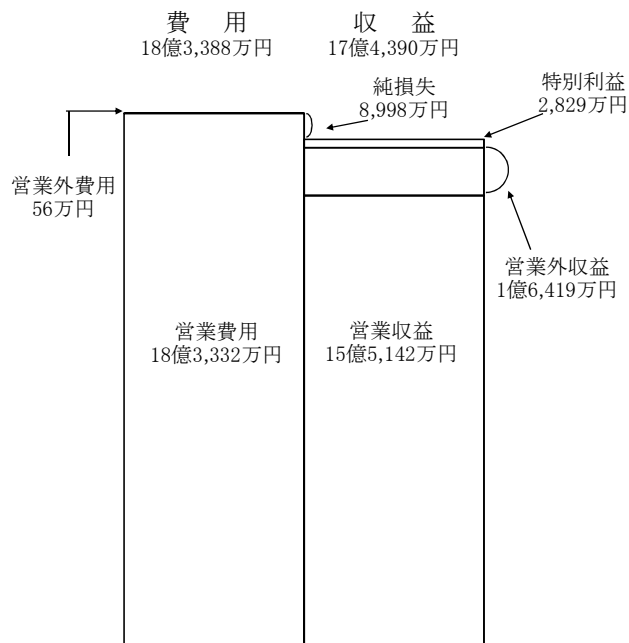 費用
18億3,388万円
収益
17億4,390万円
純損失
8,998万円
特別利益
2,829万円
営業外費用
56万円
営業外収益
1億6,419万円
営業費用
18億3,332万円
営業収益
15億5,142万円